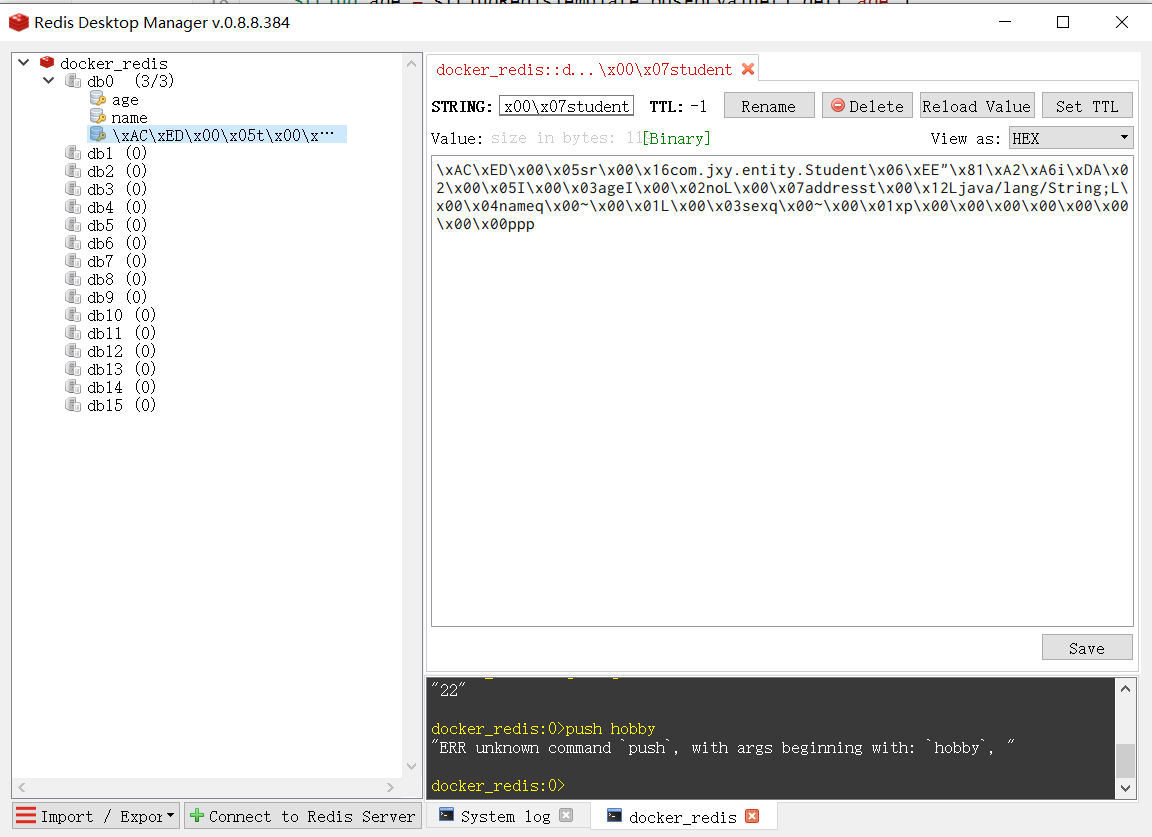 Redis Desktop Manager v.0.8.8.384
docker_redis
db0 (3/3)
age
name
\xAC\xED\x00\x05t\x00\x···
db1 (0)
db2 (0)
db3 (0)
db4 (0)
db5 (0)
db6 (0)
db7 (0)
db8 (0)
db9 (0)
db10 (0)
db11 (0)
db12 (0)
db13 (0)
db14 (0)
db15 (0)
Import / Expor
Connect to Redis Server
docker_redis::d... \x00\x07student
STRING: x00\x07student TTL: -1 Rename Delete Reload Value Set TTL
Value: size in bytes: 11[Binary] View as: HEX
\xAC\xED\x00\x05sr\x00\x16com.jxy.entity.Student\x06\xEE"\x81\xA2\xA6i\xDA\x0
2\x00\x05I\x00\x03ageI\x00\x02noL\x00\x07addresst\x00\x12Ljava/lang/String;L\
x00\x04nameq\x00~\x00\x01L\x00\x03sexq\x00~\x00\x01xp\x00\x00\x00\x00\x00\x00
\x00\x00ppp
Save
"22"
docker_redis:0>push hobby
"ERR unknown command `push`, with args beginning with: `hobby`, "
docker_redis:0>
System log
docker_redis